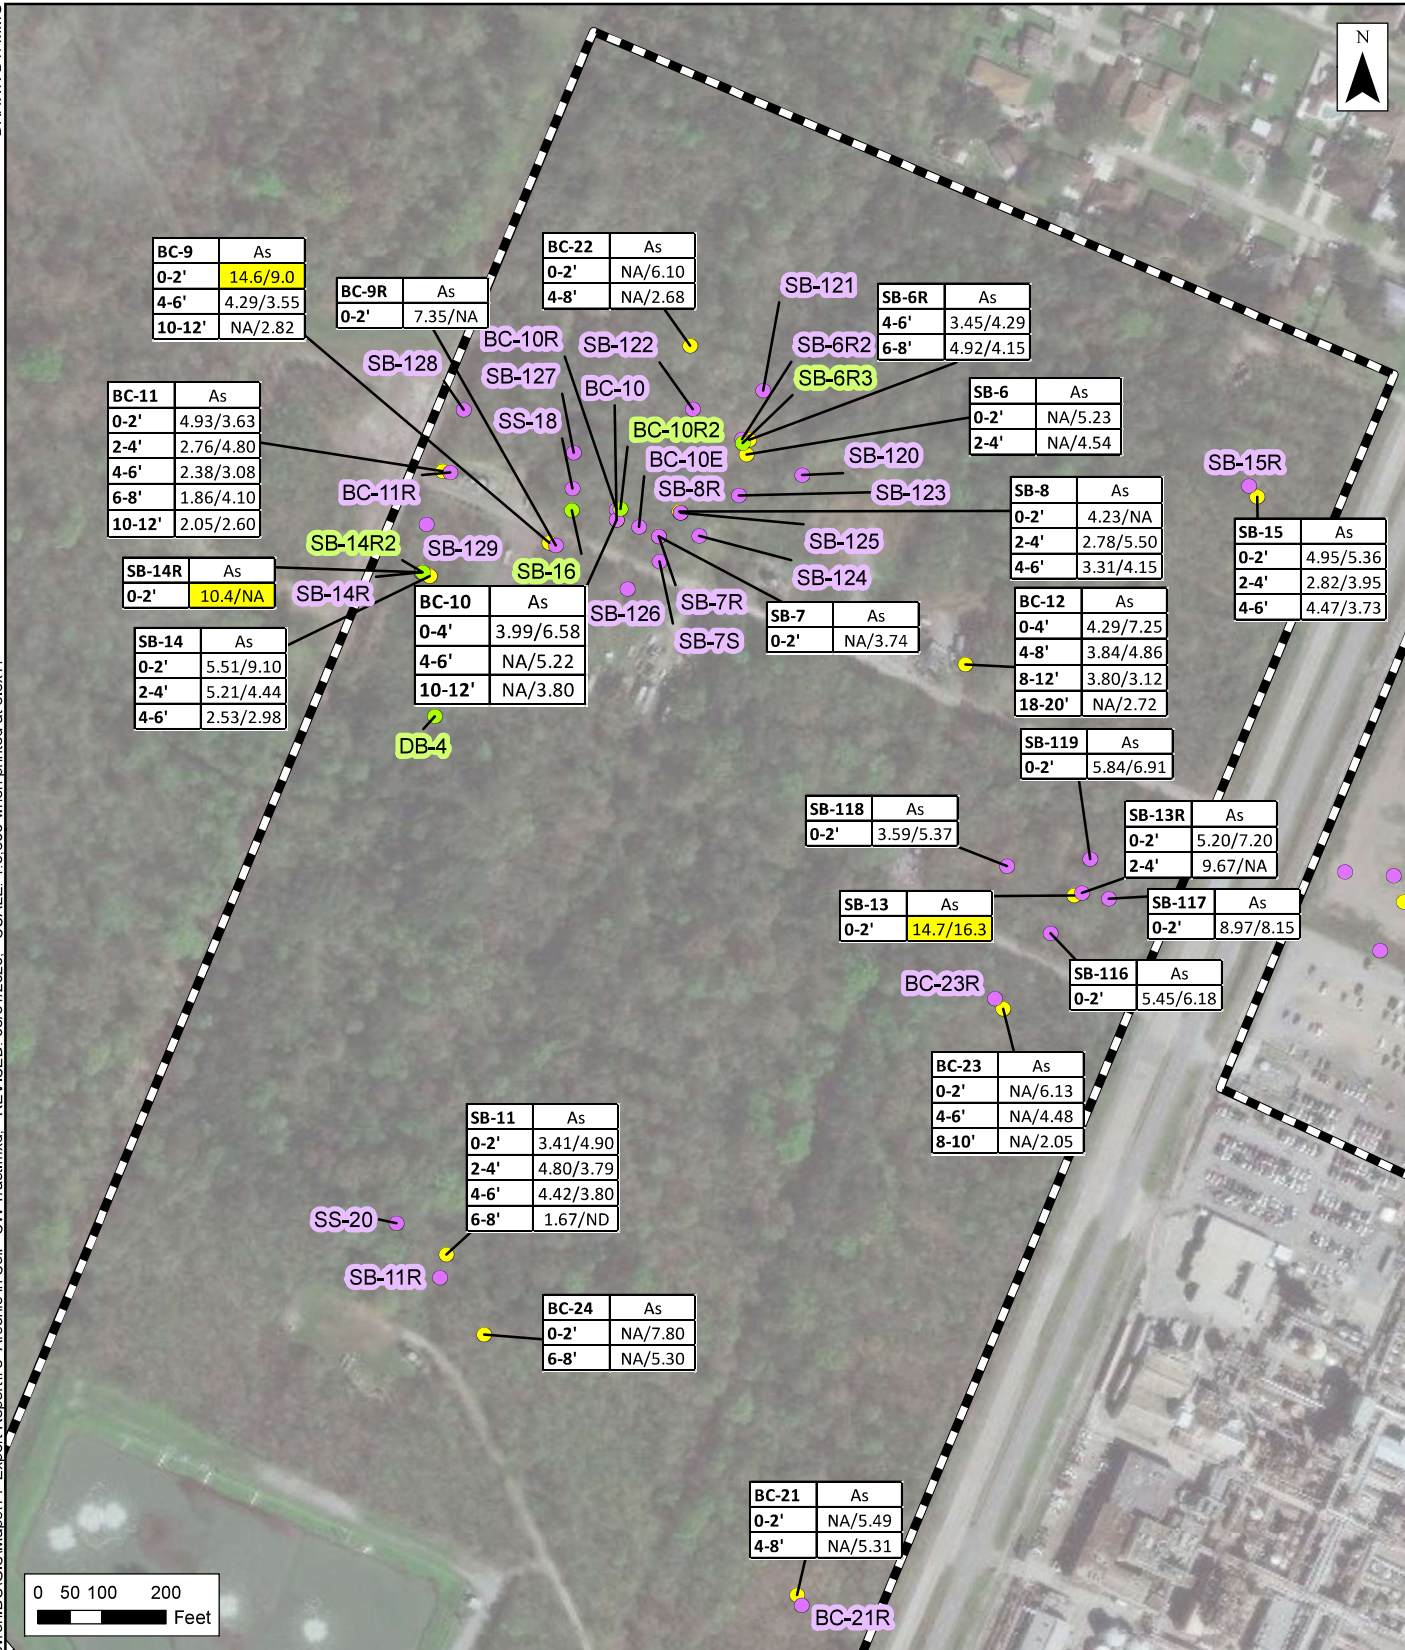 N
BC-9 As
0-2' 14.6/9.0
4-6' 4.29/3.55
10-12' NA/2.82
BC-9R As
0-2' 7.35/NA
BC-22 As
0-2' NA/6.10
4-8' NA/2.68
SB-121
SB-6R As
4-6' 3.45/4.29
6-8' 4.92/4.15
BC-10R
SB-122
SB-6R2
SB-128
SB-127
BC-10
SB-6R3
BC-11 As
0-2' 4.93/3.63
2-4' 2.76/4.80
4-6' 2.38/3.08
6-8' 1.86/4.10
10-12' 2.05/2.60
SB-6 As
0-2' NA/5.23
2-4' NA/4.54
SS-18
BC-10R2
BC-10E
SB-120
SB-15R
BC-11R
SB-8R
SB-123
SB-8 As
0-2' 4.23/NA
2-4' 2.78/5.50
4-6' 3.31/4.15
SB-15 As
0-2' 4.95/5.36
2-4' 2.82/3.95
4-6' 4.47/3.73
SB-14R2
SB-129
SB-125
SB-16
SB-124
SB-14R As
0-2' 10.4/NA
SB-14R
SB-126
SB-7R
SB-7S
BC-10 As
0-4' 3.99/6.58
4-6' NA/5.22
10-12' NA/3.80
SB-7 As
0-2' NA/3.74
BC-12 As
0-4' 4.29/7.25
4-8' 3.84/4.86
8-12' 3.80/3.12
18-20' NA/2.72
SB-14 As
0-2' 5.51/9.10
2-4' 5.21/4.44
4-6' 2.53/2.98
DB-4
SB-119 As
0-2' 5.84/6.91
SB-118 As
0-2' 3.59/5.37
SB-13R As
0-2' 5.20/7.20
2-4' 9.67/NA
SB-13 As
0-2' 14.7/16.3
SB-117 As
0-2' 8.97/8.15
SB-116 As
0-2' 5.45/6.18
BC-23R
BC-23 As
0-2' NA/6.13
4-6' NA/4.48
8-10' NA/2.05
SB-11 As
0-2' 3.41/4.90
2-4' 4.80/3.79
4-6' 4.42/3.80
6-8' 1.67/ND
SS-20
SB-11R
BC-24 As
0-2' NA/7.80
6-8' NA/5.30
BC-21 As
0-2' NA/5.49
4-8' NA/5.31
BC-21R
0 50 100 200
Feet